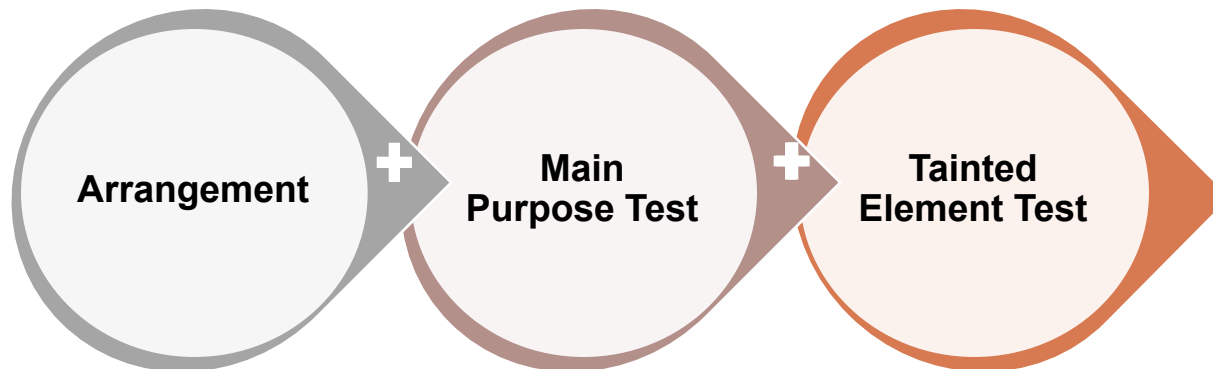 Arrangement
Main
Purpose Test
Tainted
Element Test